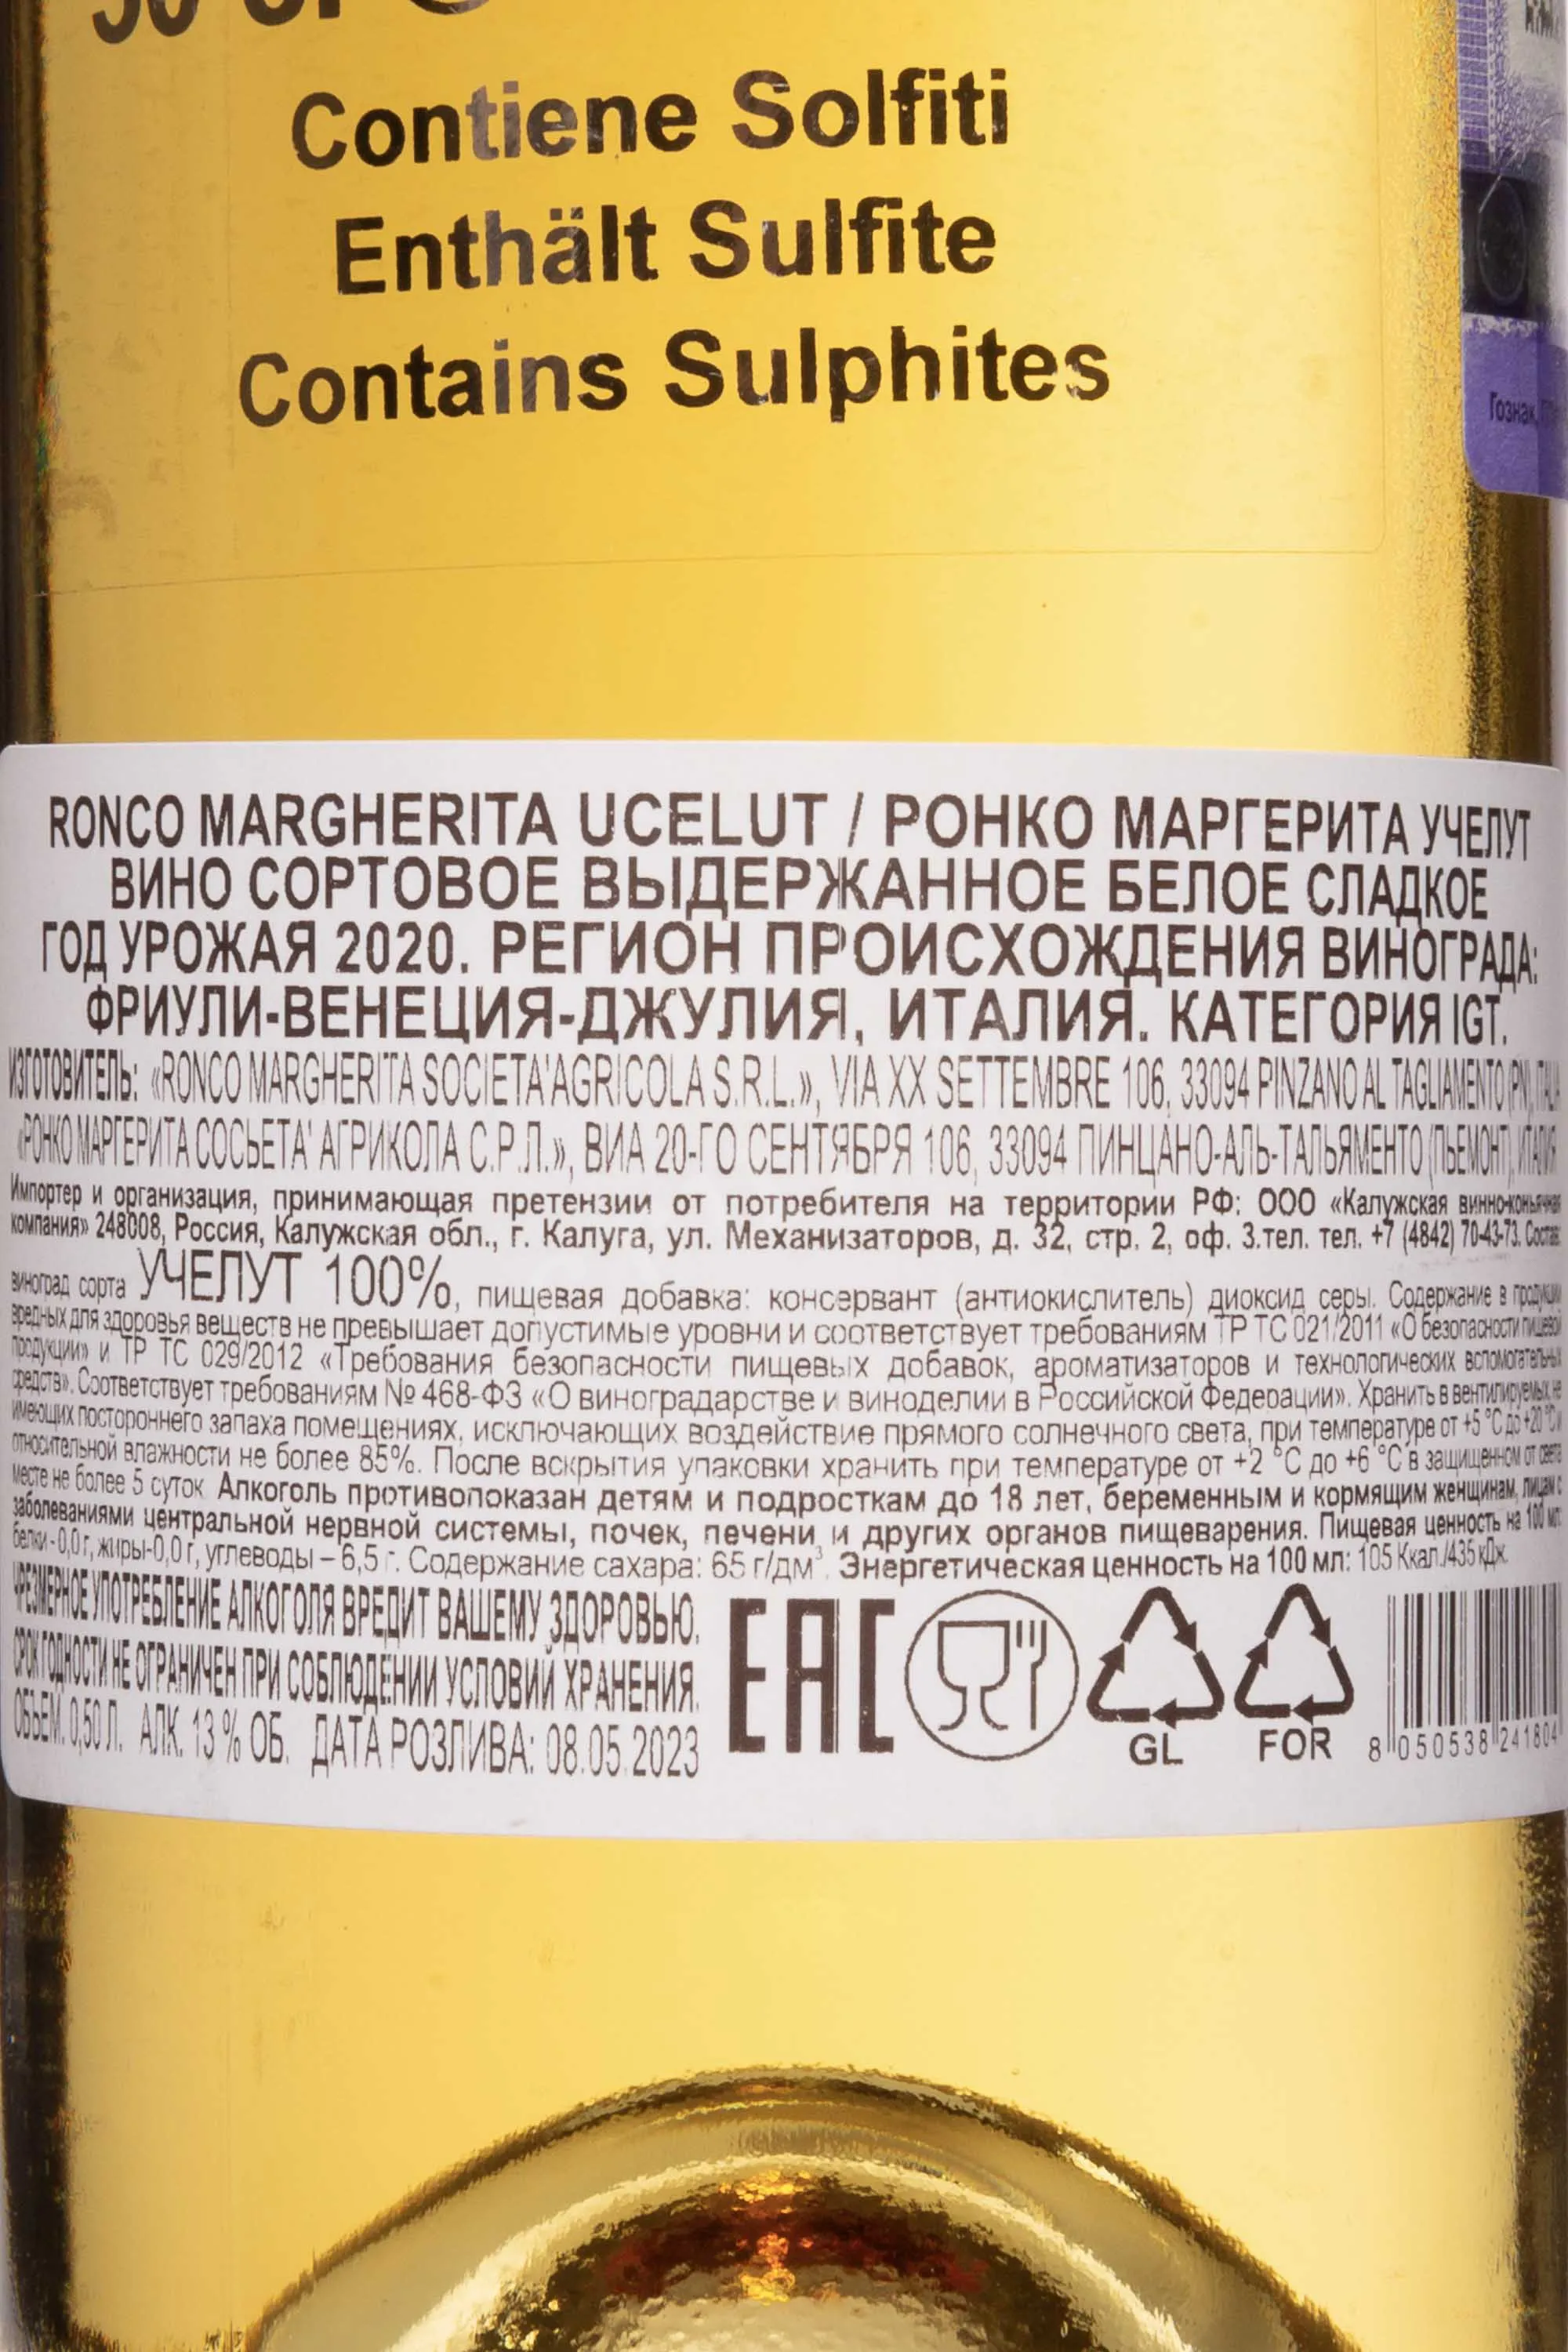 Contiene Solfiti
Enthält Sulfite
Contains Sulphites
Гознак,
RONCO MARGHERITA UCELUT / РОНКО МАРГЕРИТА УЧЕЛУТ
ВИНО СОРТОВОЕ ВЫДЕРЖАННОЕ БЕЛОЕ СЛАДКОЕ
ГОД УРОЖАЯ 2020. РЕГИОН ПРОИСХОЖДЕНИЯ ВИНОГРАДА:
ФРИУЛИ-ВЕНЕЦИЯ-ДЖУЛИЯ, ИТАЛИЯ. КАТЕГОРИЯ IGT.
ИЗГОТОВИТЕЛЬ: «RONCO MARGHERITA SOCIETA'AGRICOLA S.R.L.», VIA XX SETTEMBRE 106, 33094 PINZANO AL TAGLIAMENTO (PN),
«РОНКО МАРГЕРИТА СОСЬЕТА' АГРИКОЛА С.Р.Л.», ВИА 20-ГО СЕНТЯБРЯ 106, 33094 ПИНЦАНО-АЛЬ-ТАЛЬЯМЕНТО (ПЬЕМОНТ), ИТАЛИЯ.
Импортер и организация, принимающая претензии от потребителя на территории РФ: ООО «Калужская винно-коньячная
компания» 248008, Россия, Калужская обл., г. Калуга, ул. Механизаторов, д. 32, стр. 2, оф. 3.тел. тел. +7 (4842) 70-43-73. Состав:
виноград сорта УЧЕЛУТ 100%, пищевая добавка: консервант (антиокислитель) диоксид серы. Содержание в продукции
вредных для здоровья веществ не превышает допустимые уровни и соответствует требованиям ТР ТС 021/2011 «О безопасности пищевой
продукции» и ТР ТС 029/2012 «Требования безопасности пищевых добавок, ароматизаторов и технологических вспомогательных
средств». Соответствует требованиям № 468-ФЗ «О виноградарстве и виноделии в Российской Федерации». Хранить в вентилируемых, не
имеющих постороннего запаха помещениях, исключающих воздействие прямого солнечного света, при температуре от +5 °С до +20 °С и
относительной влажности не более 85%. После вскрытия упаковки хранить при температуре от +2 °С до +6 °С в защищенном от света
месте не более 5 суток. Алкоголь противопоказан детям и подросткам до 18 лет, беременным и кормящим женщинам, лицам с
заболеваниями центральной нервной системы, почек, печени и других органов пищеварения. Пищевая ценность на 100 мл:
белки - 0,0 г, жиры-0,0 г, углеводы – 6,5 г. Содержание сахара: 65 г/дм³. Энергетическая ценность на 100 мл: 105 Ккал./435 кДж.
ЧРЕЗМЕРНОЕ УПОТРЕБЛЕНИЕ АЛКОГОЛЯ ВРЕДИТ ВАШЕМУ ЗДОРОВЬЮ.
СРОК ГОДНОСТИ НЕ ОГРАНИЧЕН ПРИ СОБЛЮДЕНИИ УСЛОВИЙ ХРАНЕНИЯ.
ОБЪЕМ. 0,50 Л. АЛК. 13 % ОБ. ДАТА РОЗЛИВА: 08.05.2023
EAC
GL
FOR
8 050538 241804